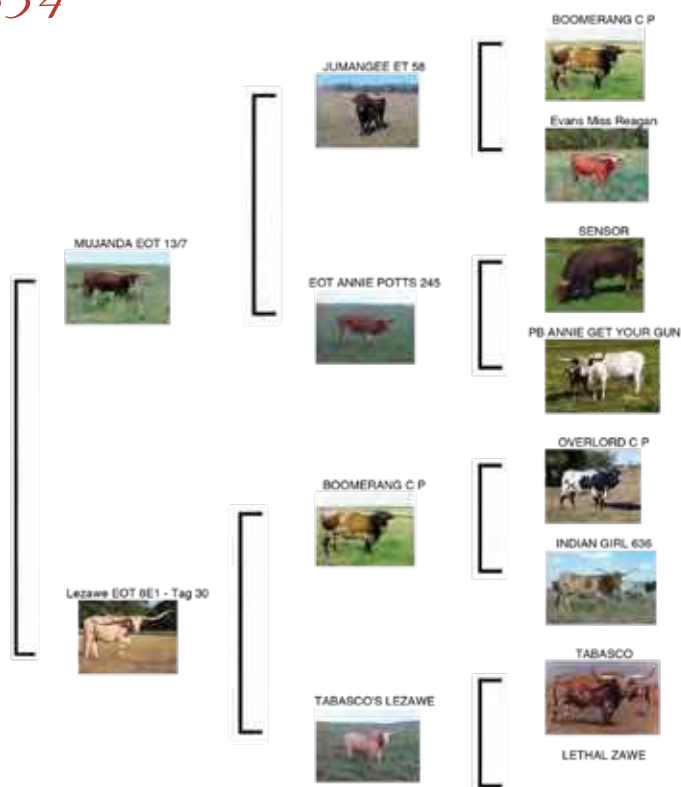 BOOMERANG C P
JUMANGEE ET 58
Evans Miss Reagan
MUJANDA EOT 13/7
SENSOR
EOT ANNIE POTTS 245
PB ANNIE GET YOUR GUN
OVERLORD C P
BOOMERANG C P
INDIAN GIRL 636
Lezawe EOT 8E1 - Tag 30
TABASCO
TABASCO'S LEZAWE
LETHAL ZAWE